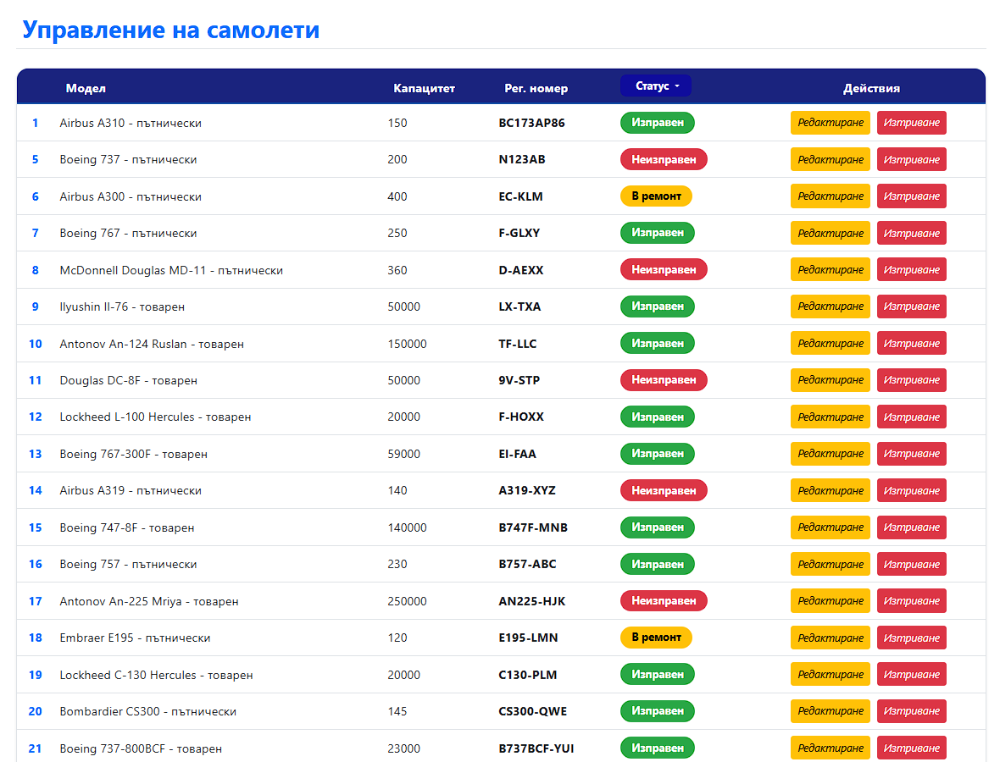 Управление на самолети
Модел Капацитет Рег. номер Статус Действия
1 Airbus A310 - пътнически 150 BC173AP86 Изправен Редактиране Изтриване
5 Boeing 737 - пътнически 200 N123AB Неизправен Редактиране Изтриване
6 Airbus A300 - пътнически 400 EC-KLM В ремонт Редактиране Изтриване
7 Boeing 767 - пътнически 250 F-GLXY Изправен Редактиране Изтриване
8 McDonnell Douglas MD-11 - пътнически 360 D-AEXX Неизправен Редактиране Изтриване
9 Ilyushin Il-76 - товарен 50000 LX-TXA Изправен Редактиране Изтриване
10 Antonov An-124 Ruslan - товарен 150000 TF-LLC Изправен Редактиране Изтриване
11 Douglas DC-8F - товарен 50000 9V-STP Неизправен Редактиране Изтриване
12 Lockheed L-100 Hercules - товарен 20000 F-HOXX Изправен Редактиране Изтриване
13 Boeing 767-300F - товарен 59000 EI-FAA Изправен Редактиране Изтриване
14 Airbus A319 - пътнически 140 A319-XYZ Неизправен Редактиране Изтриване
15 Boeing 747-8F - товарен 140000 B747F-MNB Изправен Редактиране Изтриване
16 Boeing 757 - пътнически 230 B757-ABC Изправен Редактиране Изтриване
17 Antonov An-225 Mriya - товарен 250000 AN225-HJK Неизправен Редактиране Изтриване
18 Embraer E195 - пътнически 120 E195-LMN В ремонт Редактиране Изтриване
19 Lockheed C-130 Hercules - товарен 20000 C130-PLM Изправен Редактиране Изтриване
20 Bombardier CS300 - пътнически 145 CS300-QWE Изправен Редактиране Изтриване
21 Boeing 737-800BCF - товарен 23000 B737BCF-YUI Изправен Редактиране Изтриване